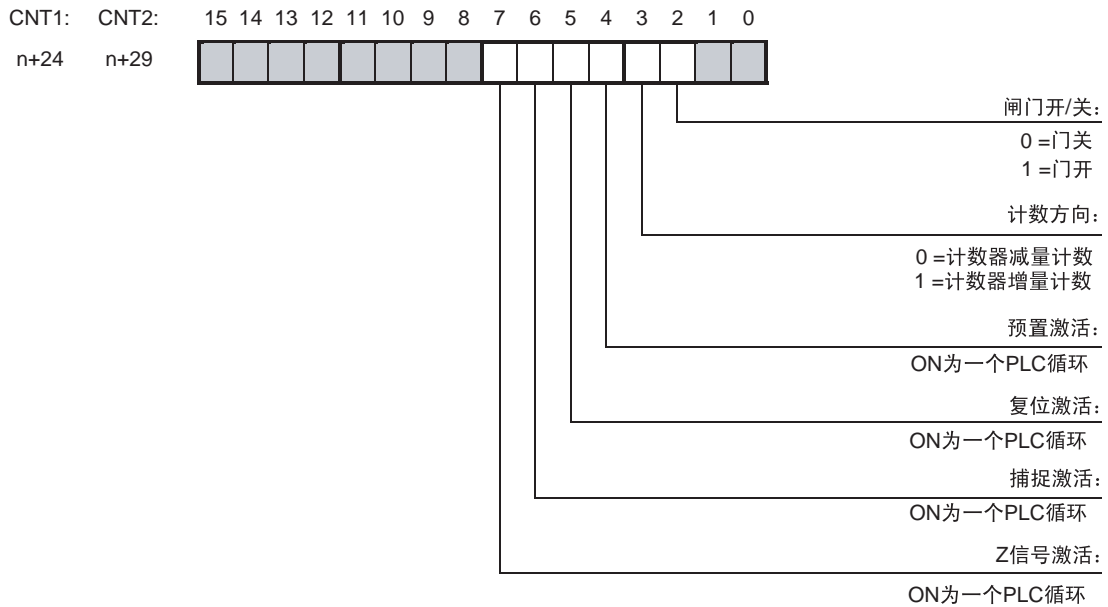 CNT1: CNT2: 15 14 13 12 11 10 9 8 7 6 5 4 3 2 1 0
n+24 n+29
闸门开/关：
0 =门关
1 =门开
计数方向：
0 =计数器减量计数
1 =计数器增量计数
预置激活：
ON为一个PLC循环
复位激活：
ON为一个PLC循环
捕捉激活：
ON为一个PLC循环
Z信号激活：
ON为一个PLC循环